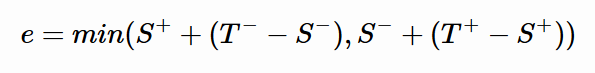 e = min(S⁺ + (T⁻ − S⁻), S⁻ + (T⁺ − S⁺))